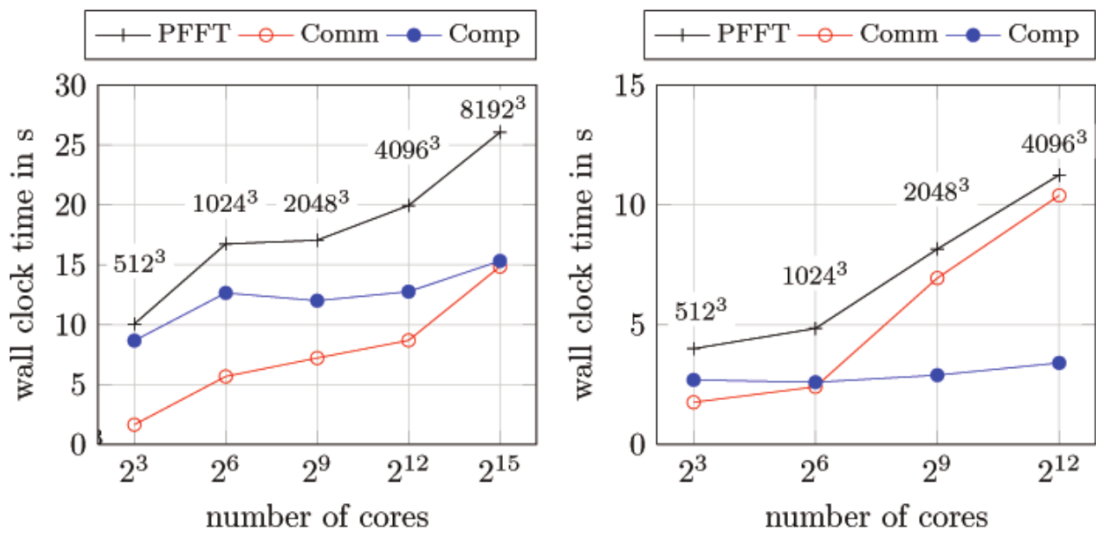 PFFT Comm Comp
30
25
20
15
10
5
0
wall clock time in s
512³
1024³
2048³
4096³
8192³
2³ 2⁶ 2⁹ 2¹² 2¹⁵
number of cores
PFFT Comm Comp
15
10
5
0
wall clock time in s
512³
1024³
2048³
4096³
2³ 2⁶ 2⁹ 2¹²
number of cores